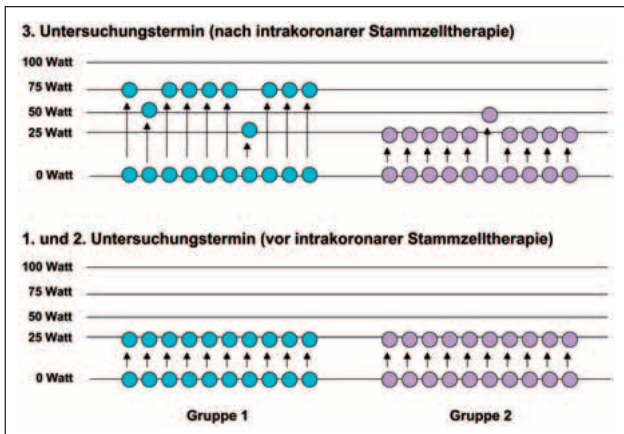 3. Untersuchungstermin (nach intrakoronarer Stammzelltherapie)
100 Watt
75 Watt
50 Watt
25 Watt
0 Watt
1. und 2. Untersuchungstermin (vor intrakoronarer Stammzelltherapie)
100 Watt
75 Watt
50 Watt
25 Watt
0 Watt
Gruppe 1 Gruppe 2